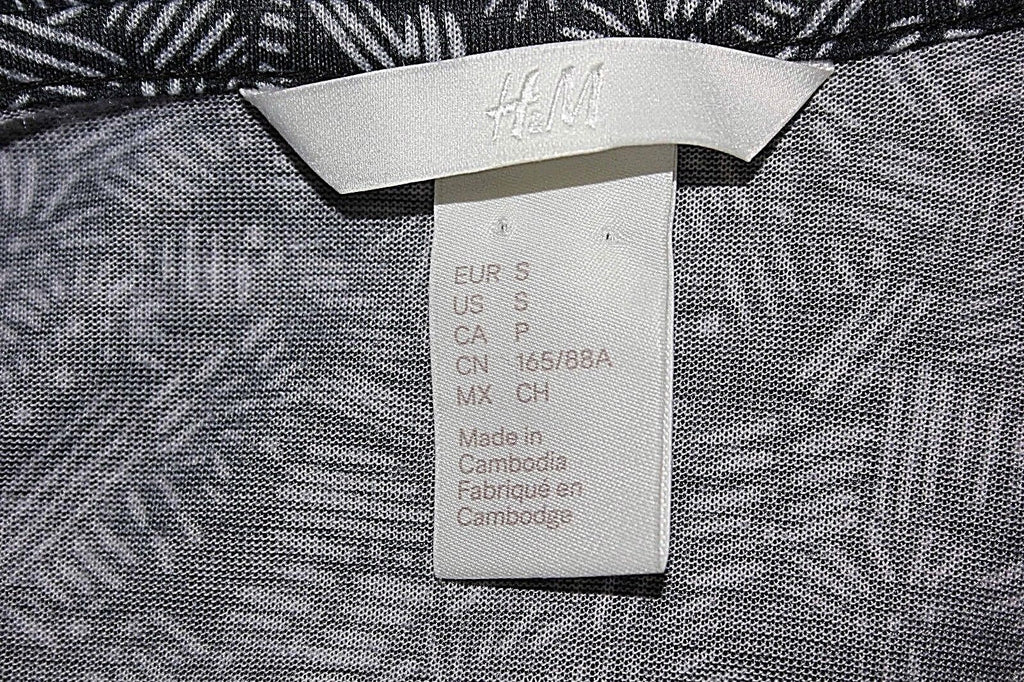 H&M
EUR S
US S
CA P
CN 165/88A
MX CH
Made in
Cambodia
Fabriqué en
Cambodge